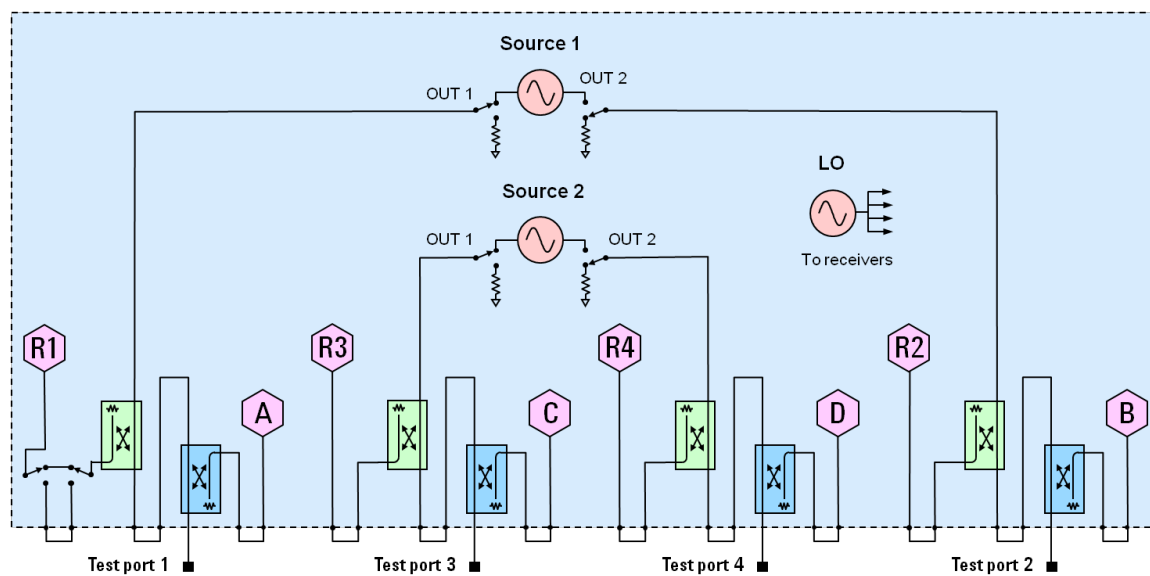 Source 1
OUT 1
OUT 2
LO
To receivers
Source 2
OUT 1
OUT 2
R1
R3
R4
R2
A
C
D
B
Test port 1
Test port 3
Test port 4
Test port 2